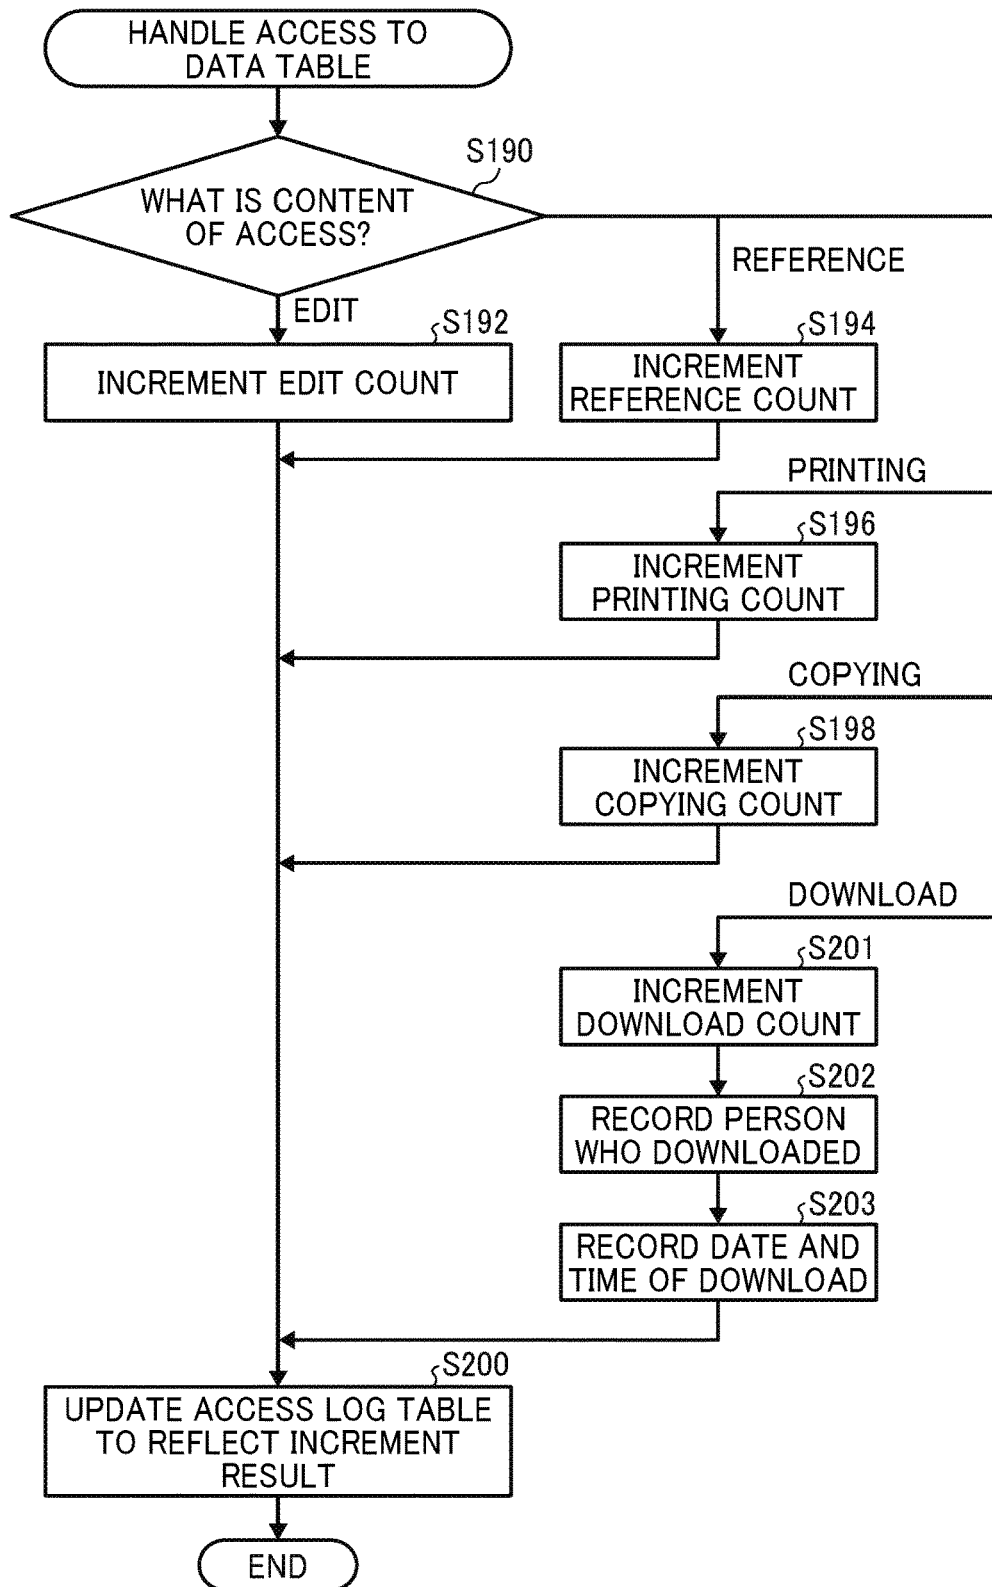 HANDLE ACCESS TO
DATA TABLE
S190
WHAT IS CONTENT
OF ACCESS?
REFERENCE
EDIT
S192
S194
INCREMENT EDIT COUNT
INCREMENT
REFERENCE COUNT
PRINTING
S196
INCREMENT
PRINTING COUNT
COPYING
S198
INCREMENT
COPYING COUNT
DOWNLOAD
S201
INCREMENT
DOWNLOAD COUNT
S202
RECORD PERSON
WHO DOWNLOADED
S203
RECORD DATE AND
TIME OF DOWNLOAD
S200
UPDATE ACCESS LOG TABLE
TO REFLECT INCREMENT
RESULT
END